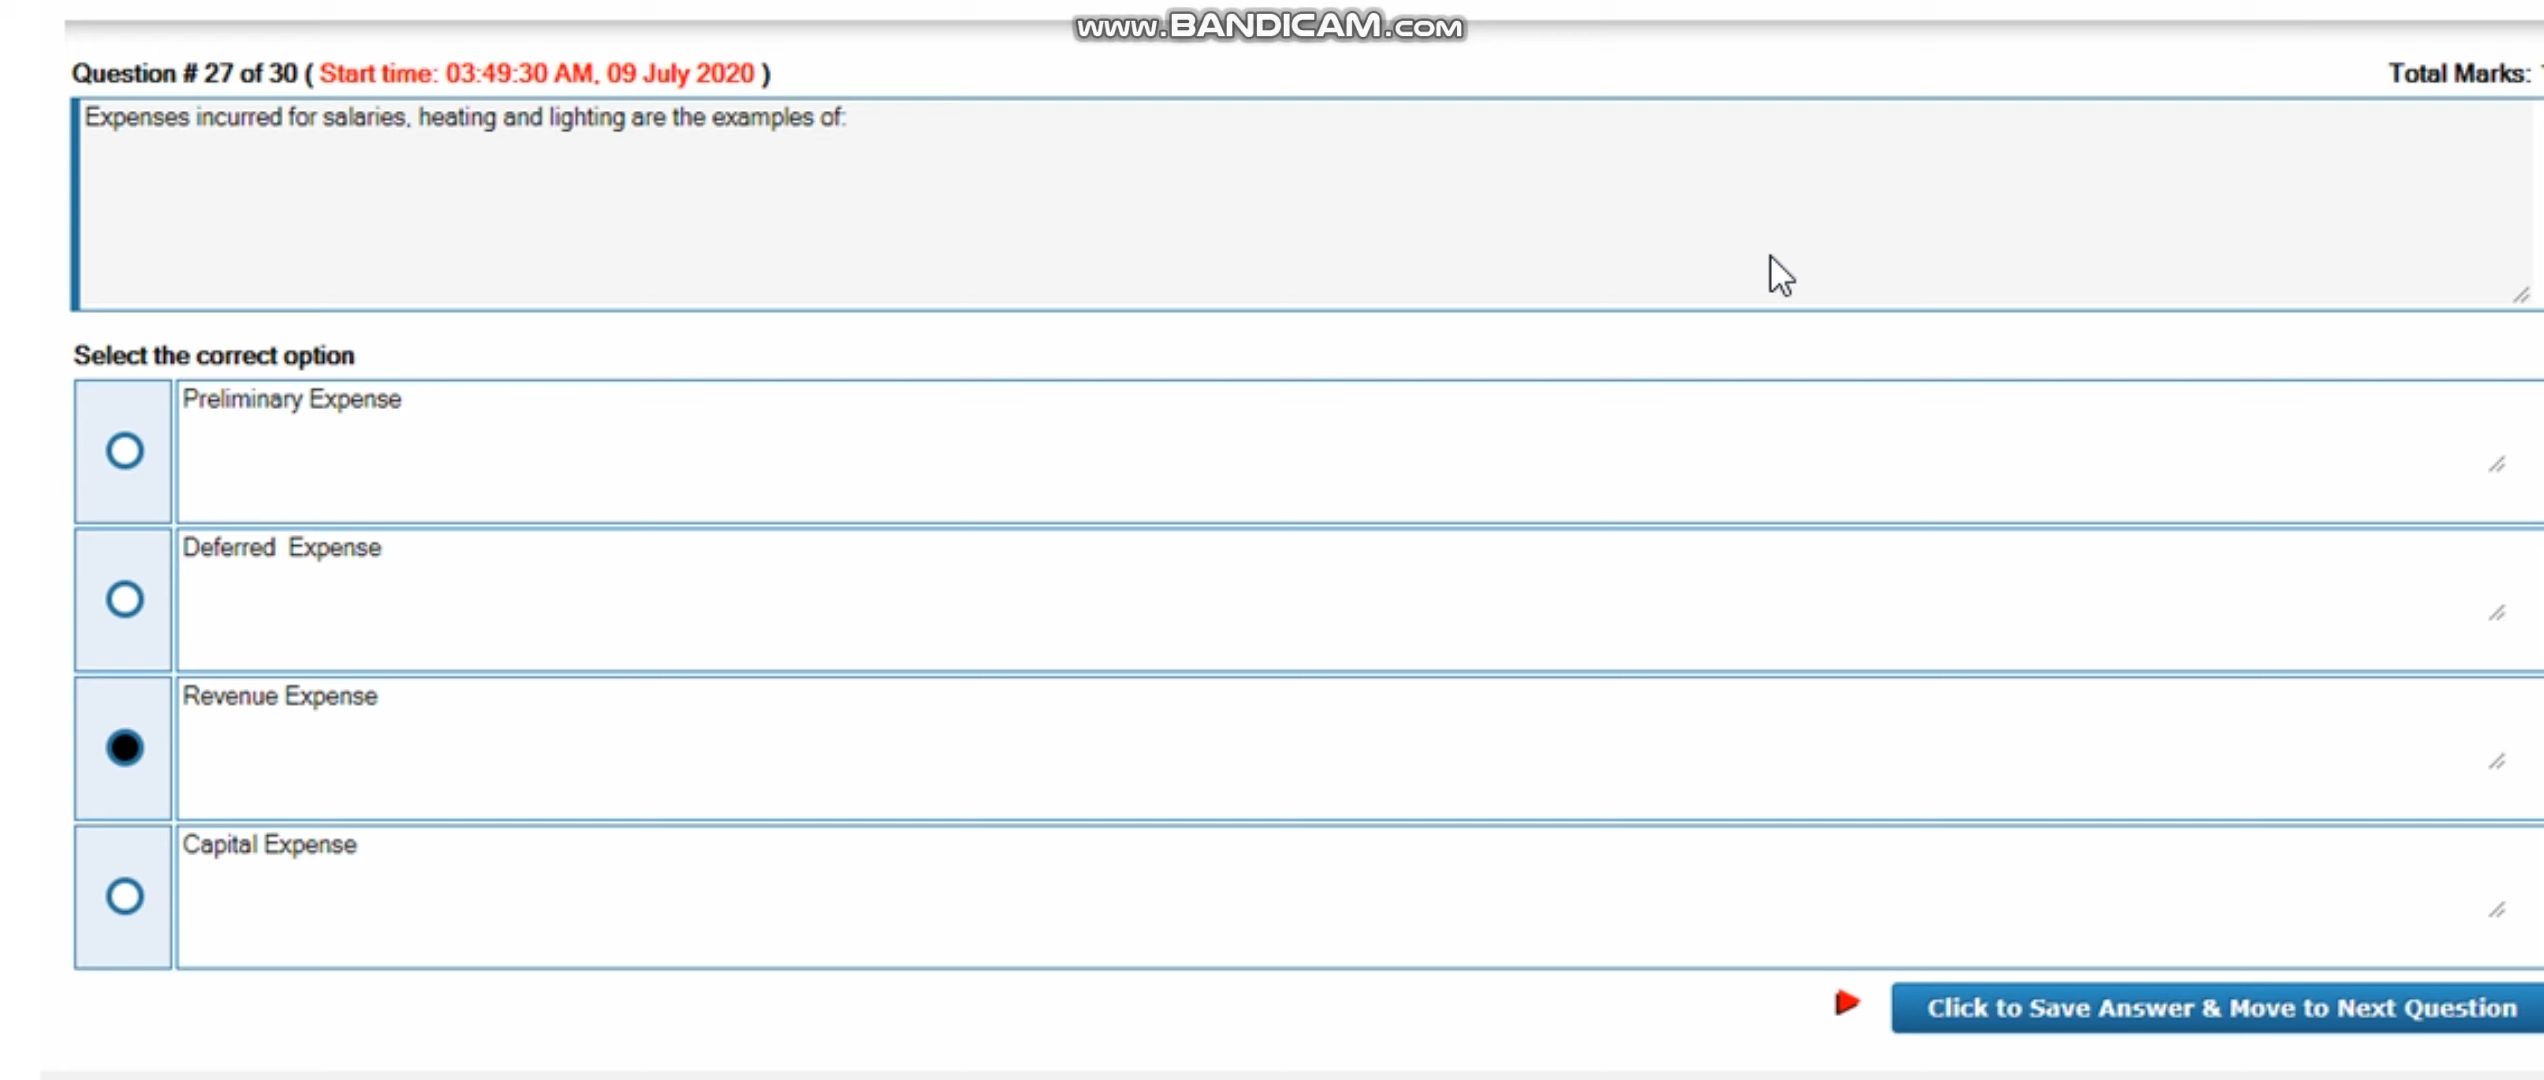 www.BANDICAM.com
Question # 27 of 30 ( Start time: 03:49:30 AM, 09 July 2020 )
Total Marks:
Expenses incurred for salaries, heating and lighting are the examples of:
Select the correct option
Preliminary Expense
Deferred Expense
Revenue Expense
Capital Expense
Click to Save Answer & Move to Next Question